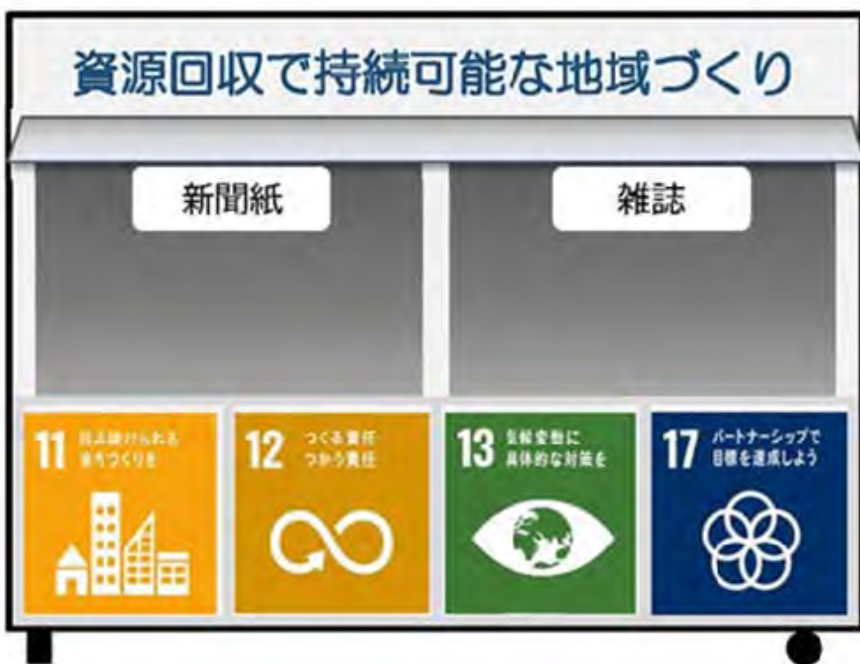 資源回収で持続可能な地域づくり
新聞紙
雑誌
11 住み続けられる
まちづくりを
12 つくる責任
つかう責任
13 気候変動に
具体的な対策を
17 パートナーシップで
目標を達成しよう